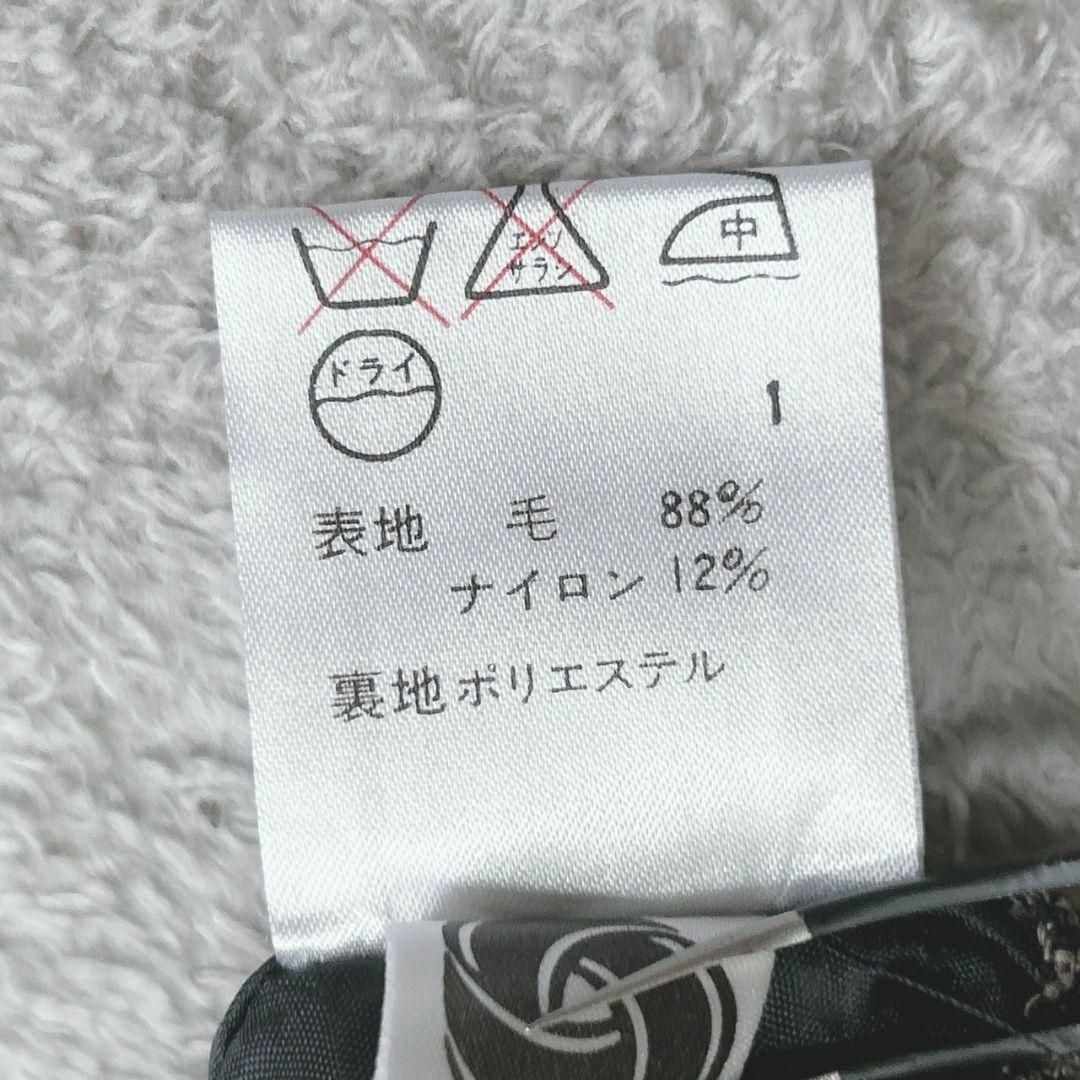 エンソ
サラシ
中
ドライ
1
表地 毛 88%
ナイロン 12%
裏地ポリエステル